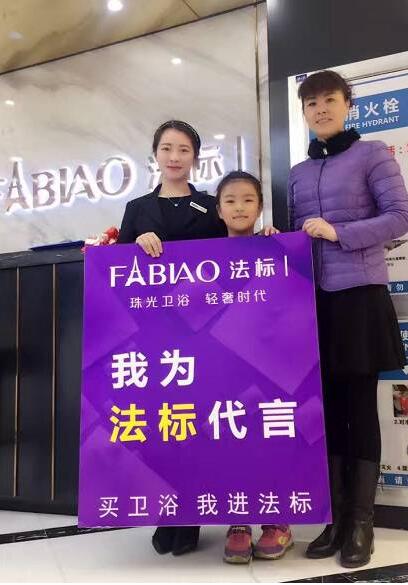 FABIAO 法标
消火栓
FIRE HYDRANT
FABIAO 法标
珠光卫浴 轻奢时代
我为
法标代言
买卫浴 我进法标